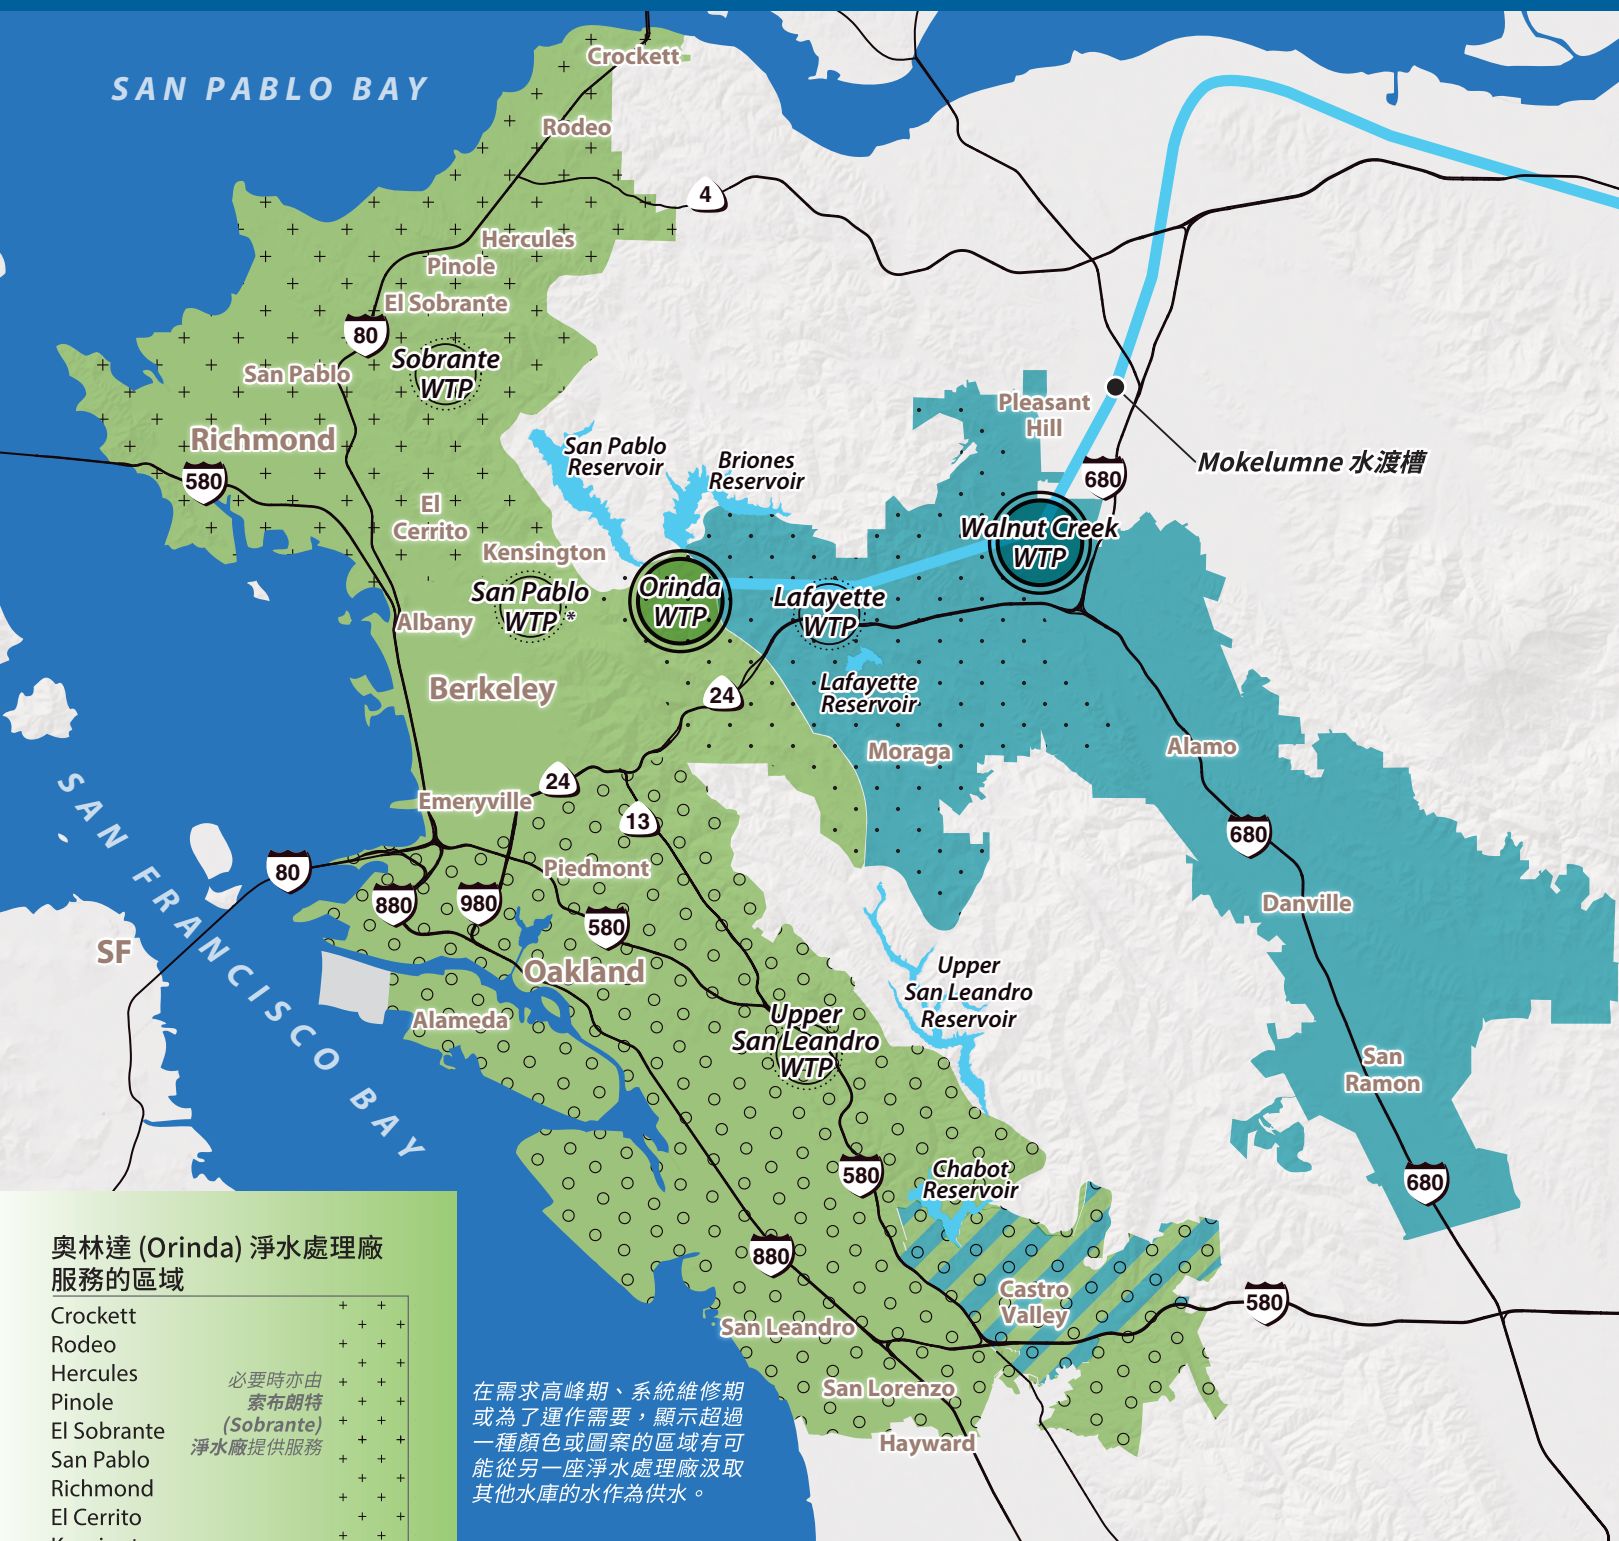 SAN PABLO BAY
Crockett
Rodeo
4
Hercules
Pinole
El Sobrante
80
Sobrante
WTP
San Pablo
Richmond
580
El
Cerrito
Kensington
San Pablo
WTP *
Albany
Berkeley
San Pablo
Reservoir
Briones
Reservoir
Orinda
WTP
Pleasant
Hill
680
Mokelumne 水渡槽
Walnut Creek
WTP
Lafayette
WTP
Lafayette
Reservoir
24
Moraga
Alamo
24
Emeryville
13
680
SAN FRANCISCO BAY
80
Piedmont
880
980
580
Danville
SF
Oakland
Alameda
Upper
San Leandro
Reservoir
Upper
San Leandro
WTP
San
Ramon
580
Chabot
Reservoir
680
880
Castro
Valley
580
San Leandro
San Lorenzo
Hayward
奧林達 (Orinda) 淨水處理廠
服務的區域
Crockett
Rodeo
Hercules
Pinole
El Sobrante
San Pablo
Richmond
El Cerrito
必要時亦由
索布朗特
(Sobrante)
淨水廠提供服務
在需求高峰期、系統維修期
或為了運作需要，顯示超過
一種顏色或圖案的區域有可
能從另一座淨水處理廠汲取
其他水庫的水作為供水。